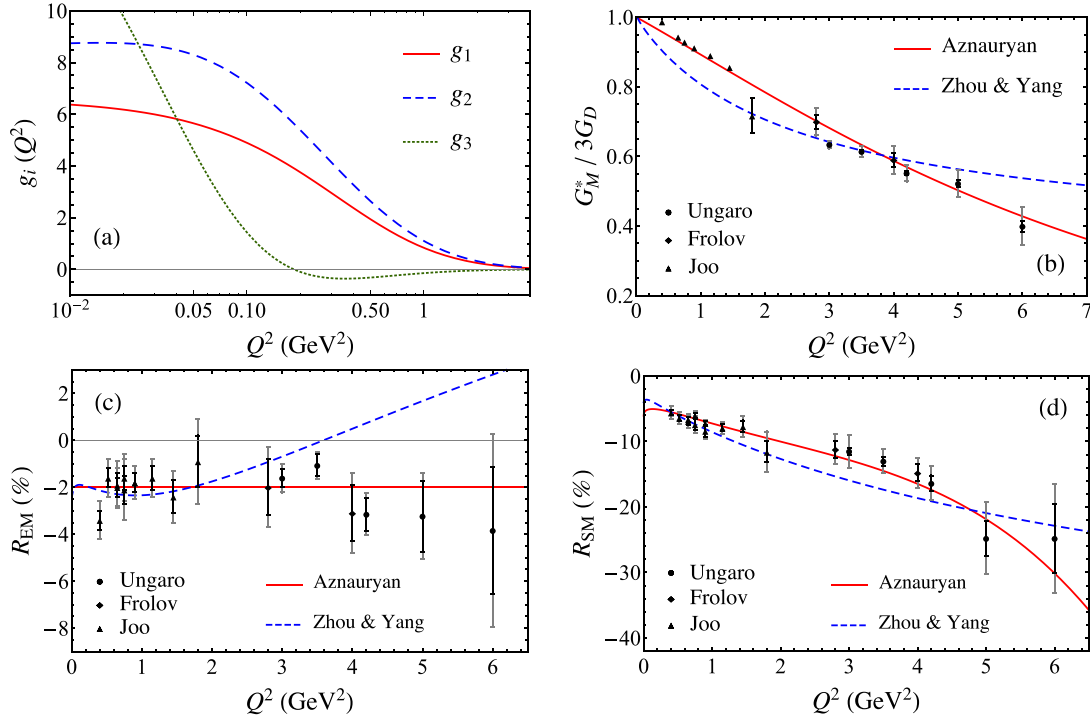 10
8
6
4
2
0
g_i (Q²)
g₁
g₂
g₃
(a)
10⁻² 0.05 0.10 0.50 1
Q² (GeV²)
1.0
0.8
0.6
0.4
0.2
G*_M / 3G_D
Aznauryan
Zhou & Yang
Ungaro
Frolov
Joo
(b)
0 1 2 3 4 5 6 7
Q² (GeV²)
2
0
−2
−4
−6
−8
R_EM (%)
(c)
Ungaro
Frolov
Joo
Aznauryan
Zhou & Yang
0 1 2 3 4 5 6
Q² (GeV²)
0
−10
−20
−30
−40
R_SM (%)
(d)
Ungaro
Frolov
Joo
Aznauryan
Zhou & Yang
0 1 2 3 4 5 6
Q² (GeV²)